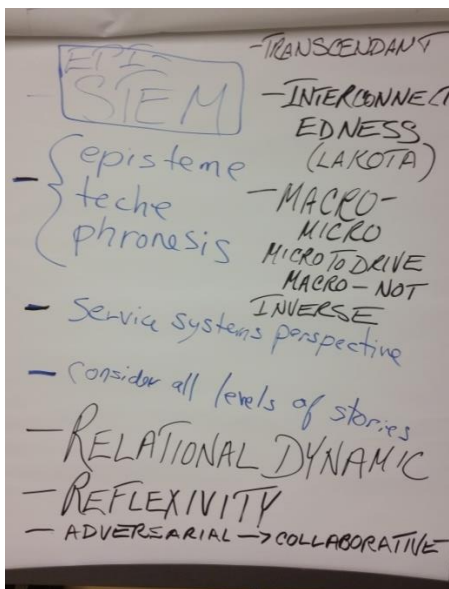 EPI-
STEM
- { episteme
teche
phronesis
- Service systems perspective
- consider all levels of stories
- TRANSCENDANT
- INTERCONNECT
EDNESS
(LAKOTA)
- MACRO-
MICRO
MICRO TO DRIVE
MACRO - NOT
INVERSE
- RELATIONAL DYNAMIC
- REFLEXIVITY
- ADVERSARIAL -> COLLABORATIVE